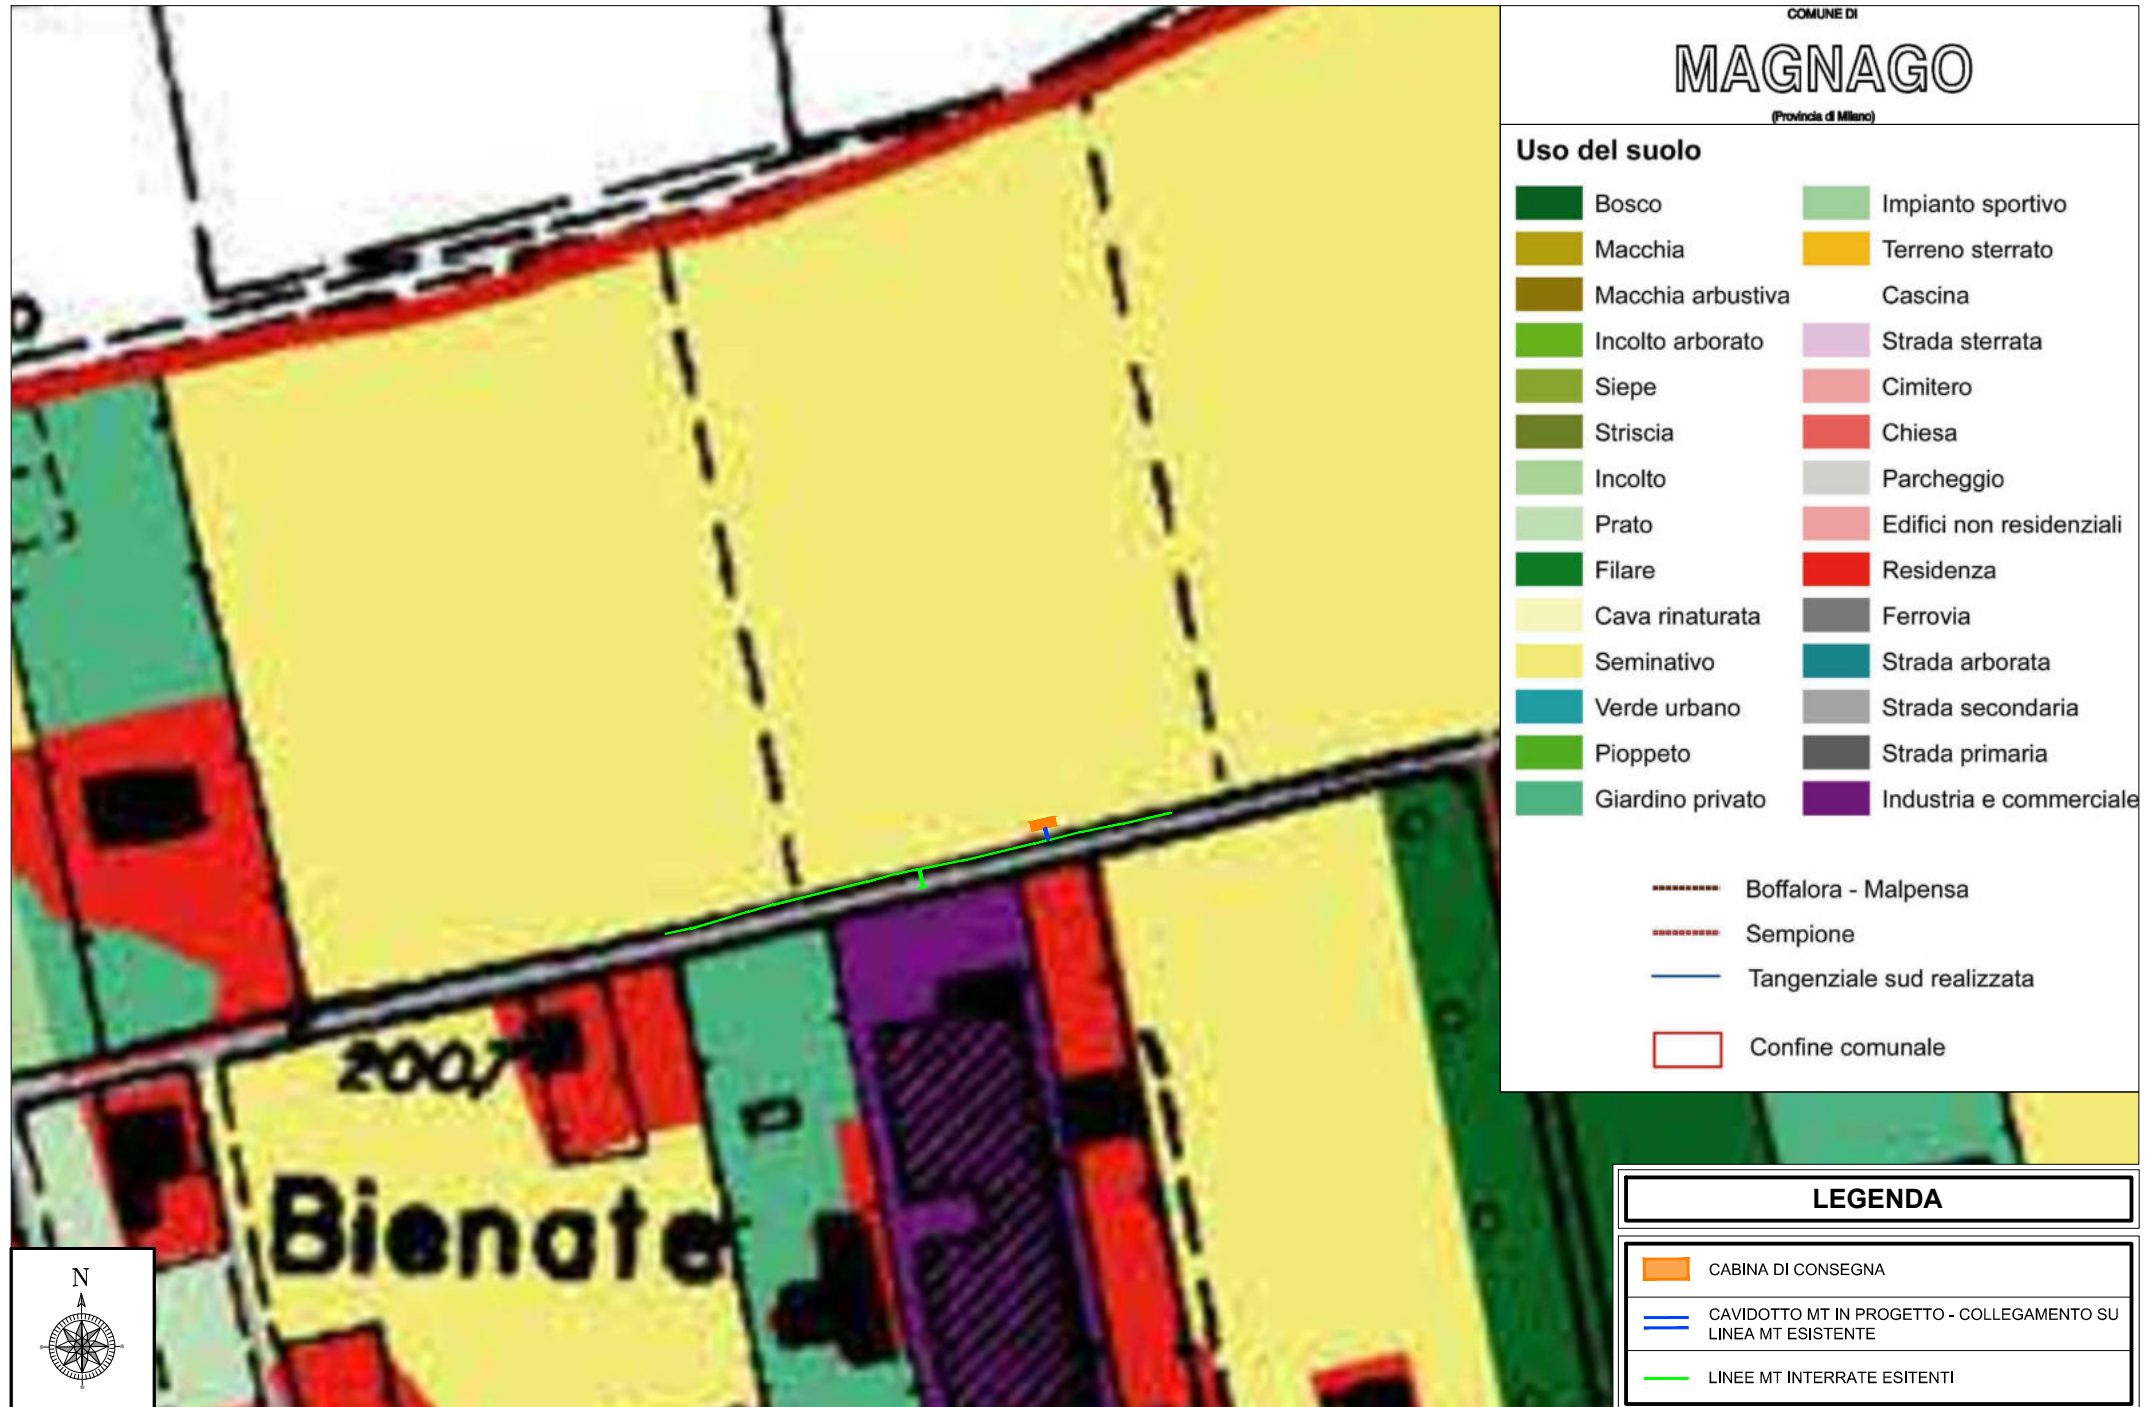 COMUNE DI
MAGNAGO
(Provincia di Milano)
Uso del suolo
Bosco
Macchia
Macchia arbustiva
Incolto arborato
Siepe
Striscia
Incolto
Prato
Filare
Cava rinaturata
Seminativo
Verde urbano
Pioppeto
Giardino privato
Impianto sportivo
Terreno sterrato
Cascina
Strada sterrata
Cimitero
Chiesa
Parcheggio
Edifici non residenziali
Residenza
Ferrovia
Strada arborata
Strada secondaria
Strada primaria
Industria e commerciale
Boffalora - Malpensa
Sempione
Tangenziale sud realizzata
Confine comunale
200,7
Bienate
N
LEGENDA
CABINA DI CONSEGNA
CAVIDOTTO MT IN PROGETTO - COLLEGAMENTO SU
LINEA MT ESISTENTE
LINEE MT INTERRATE ESITENTI